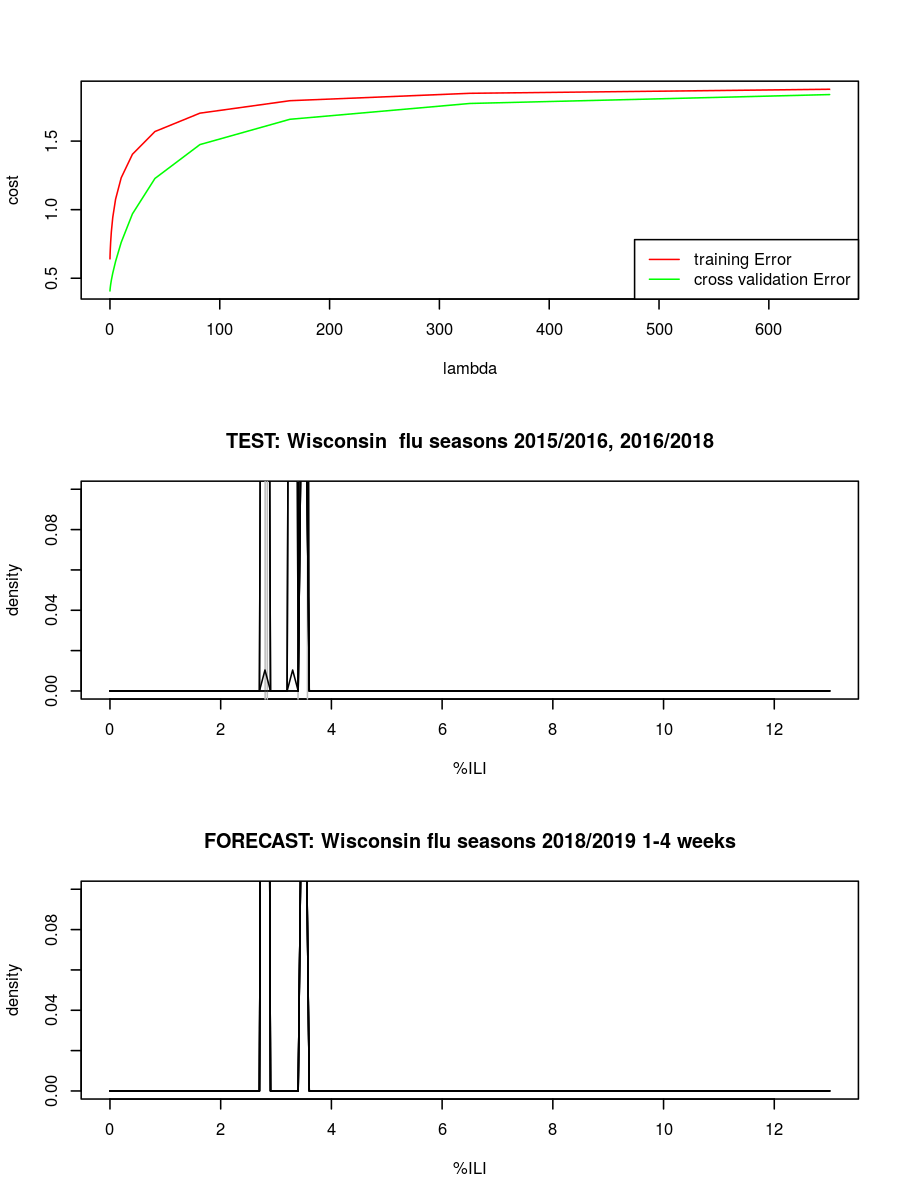 cost
0.5 1.0 1.5
training Error
cross validation Error
0 100 200 300 400 500 600
lambda
TEST: Wisconsin  flu seasons 2015/2016, 2016/2018
density
0.00 0.04 0.08
0 2 4 6 8 10 12
%ILI
FORECAST: Wisconsin flu seasons 2018/2019 1-4 weeks
density
0.00 0.04 0.08
0 2 4 6 8 10 12
%ILI